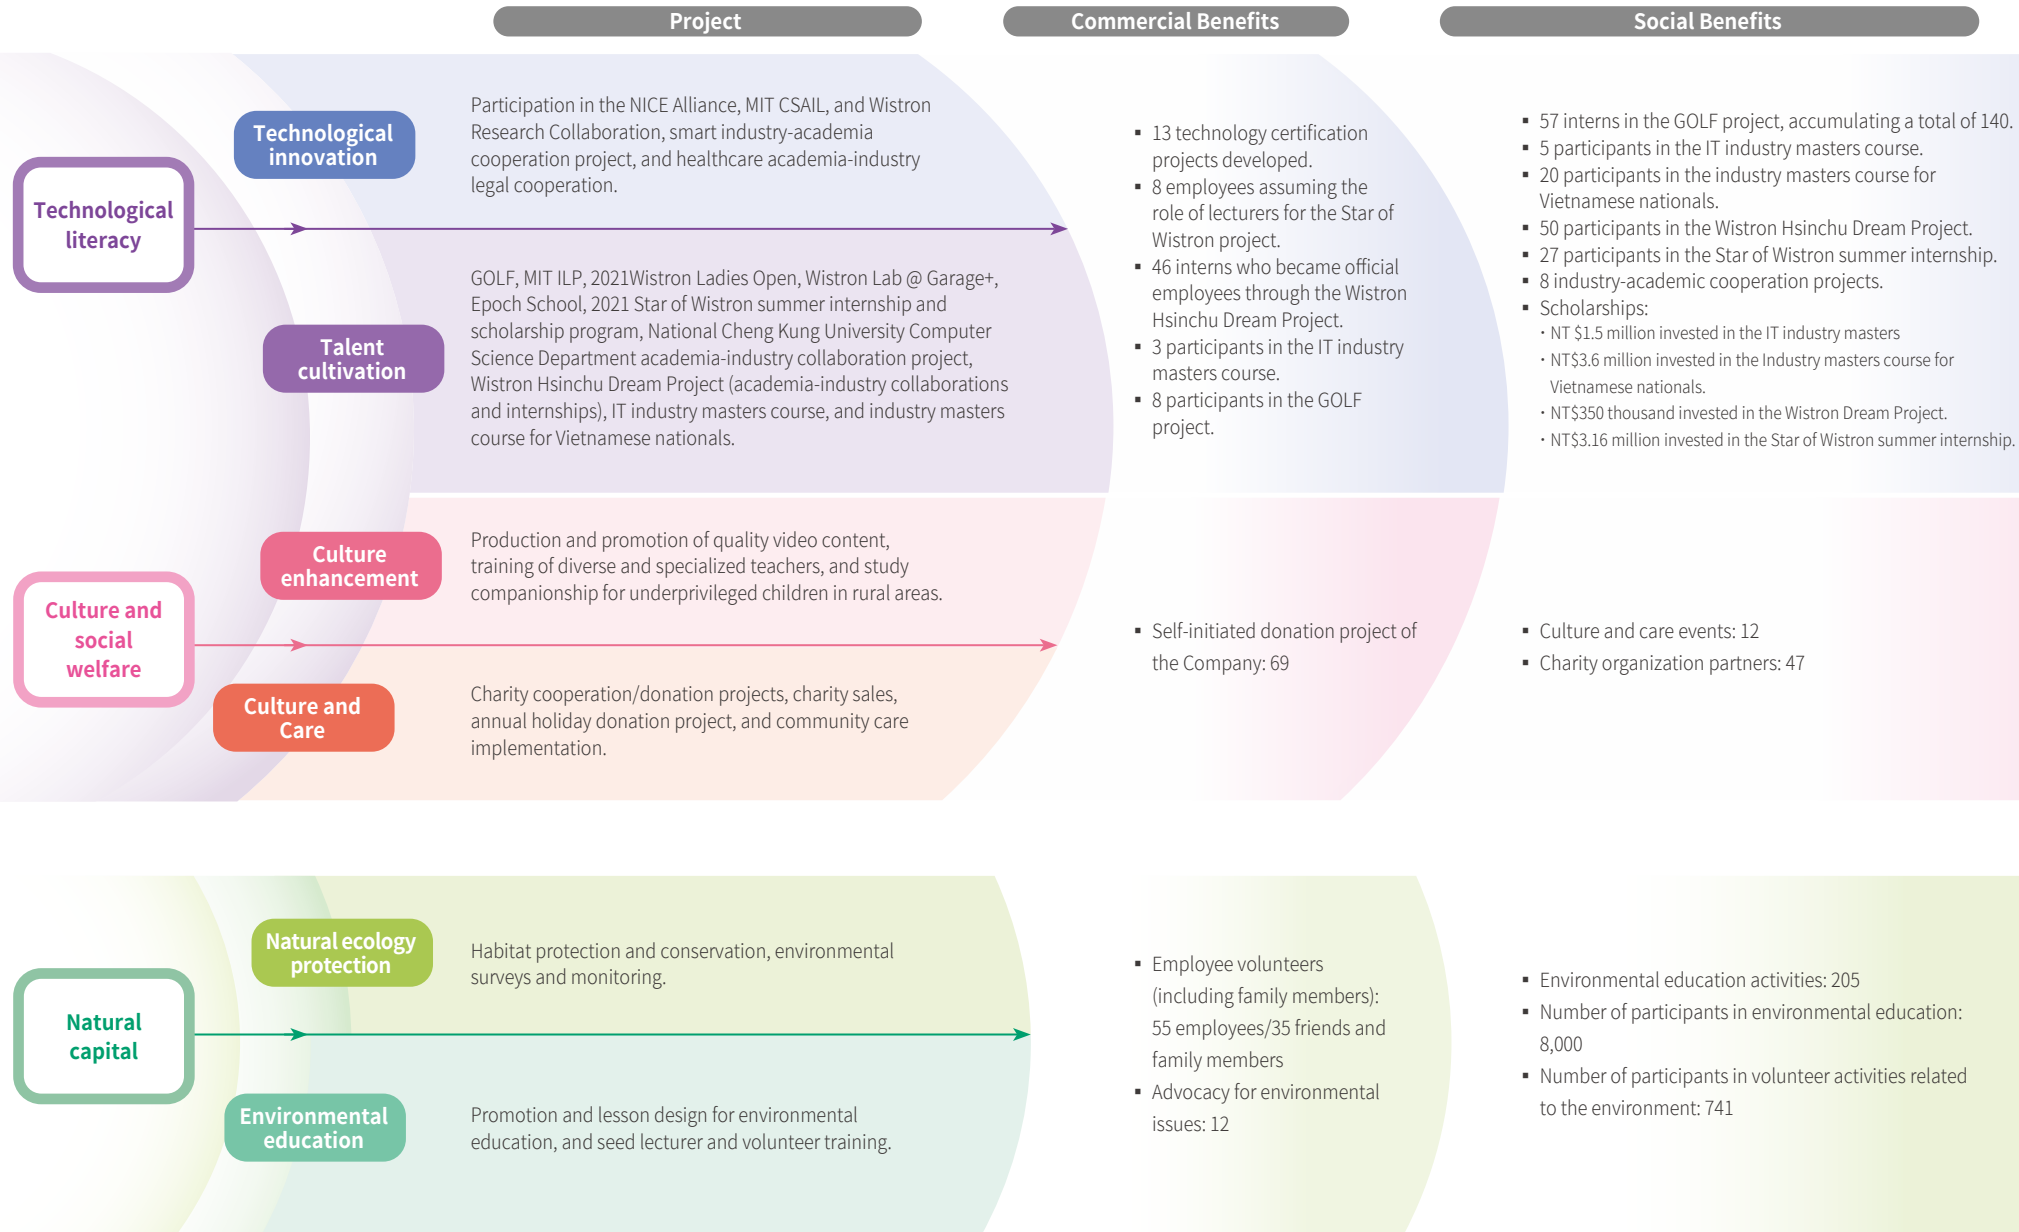 Project
Commercial Benefits
Social Benefits
Technological
literacy
Technological
innovation
Participation in the NICE Alliance, MIT CSAIL, and Wistron
Research Collaboration, smart industry-academia
cooperation project, and healthcare academia-industry
legal cooperation.
Talent
cultivation
GOLF, MIT ILP, 2021Wistron Ladies Open, Wistron Lab @ Garage+,
Epoch School, 2021 Star of Wistron summer internship and
scholarship program, National Cheng Kung University Computer
Science Department academia-industry collaboration project,
Wistron Hsinchu Dream Project (academia-industry collaborations
and internships), IT industry masters course, and industry masters
course for Vietnamese nationals.
▪ 13 technology certification
projects developed.
▪ 8 employees assuming the
role of lecturers for the Star of
Wistron project.
▪ 46 interns who became official
employees through the Wistron
Hsinchu Dream Project.
▪ 3 participants in the IT industry
masters course.
▪ 8 participants in the GOLF
project.
▪ 57 interns in the GOLF project, accumulating a total of 140.
▪ 5 participants in the IT industry masters course.
▪ 20 participants in the industry masters course for
Vietnamese nationals.
▪ 50 participants in the Wistron Hsinchu Dream Project.
▪ 27 participants in the Star of Wistron summer internship.
▪ 8 industry-academic cooperation projects.
▪ Scholarships:
・NT $1.5 million invested in the IT industry masters
・NT$3.6 million invested in the Industry masters course for
Vietnamese nationals.
・NT$350 thousand invested in the Wistron Dream Project.
・NT$3.16 million invested in the Star of Wistron summer internship.
Culture and
social
welfare
Culture
enhancement
Production and promotion of quality video content,
training of diverse and specialized teachers, and study
companionship for underprivileged children in rural areas.
Culture and
Care
Charity cooperation/donation projects, charity sales,
annual holiday donation project, and community care
implementation.
▪ Self-initiated donation project of
the Company: 69
▪ Culture and care events: 12
▪ Charity organization partners: 47
Natural
capital
Natural ecology
protection
Habitat protection and conservation, environmental
surveys and monitoring.
Environmental
education
Promotion and lesson design for environmental
education, and seed lecturer and volunteer training.
▪ Employee volunteers
(including family members):
55 employees/35 friends and
family members
▪ Advocacy for environmental
issues: 12
▪ Environmental education activities: 205
▪ Number of participants in environmental education:
8,000
▪ Number of participants in volunteer activities related
to the environment: 741